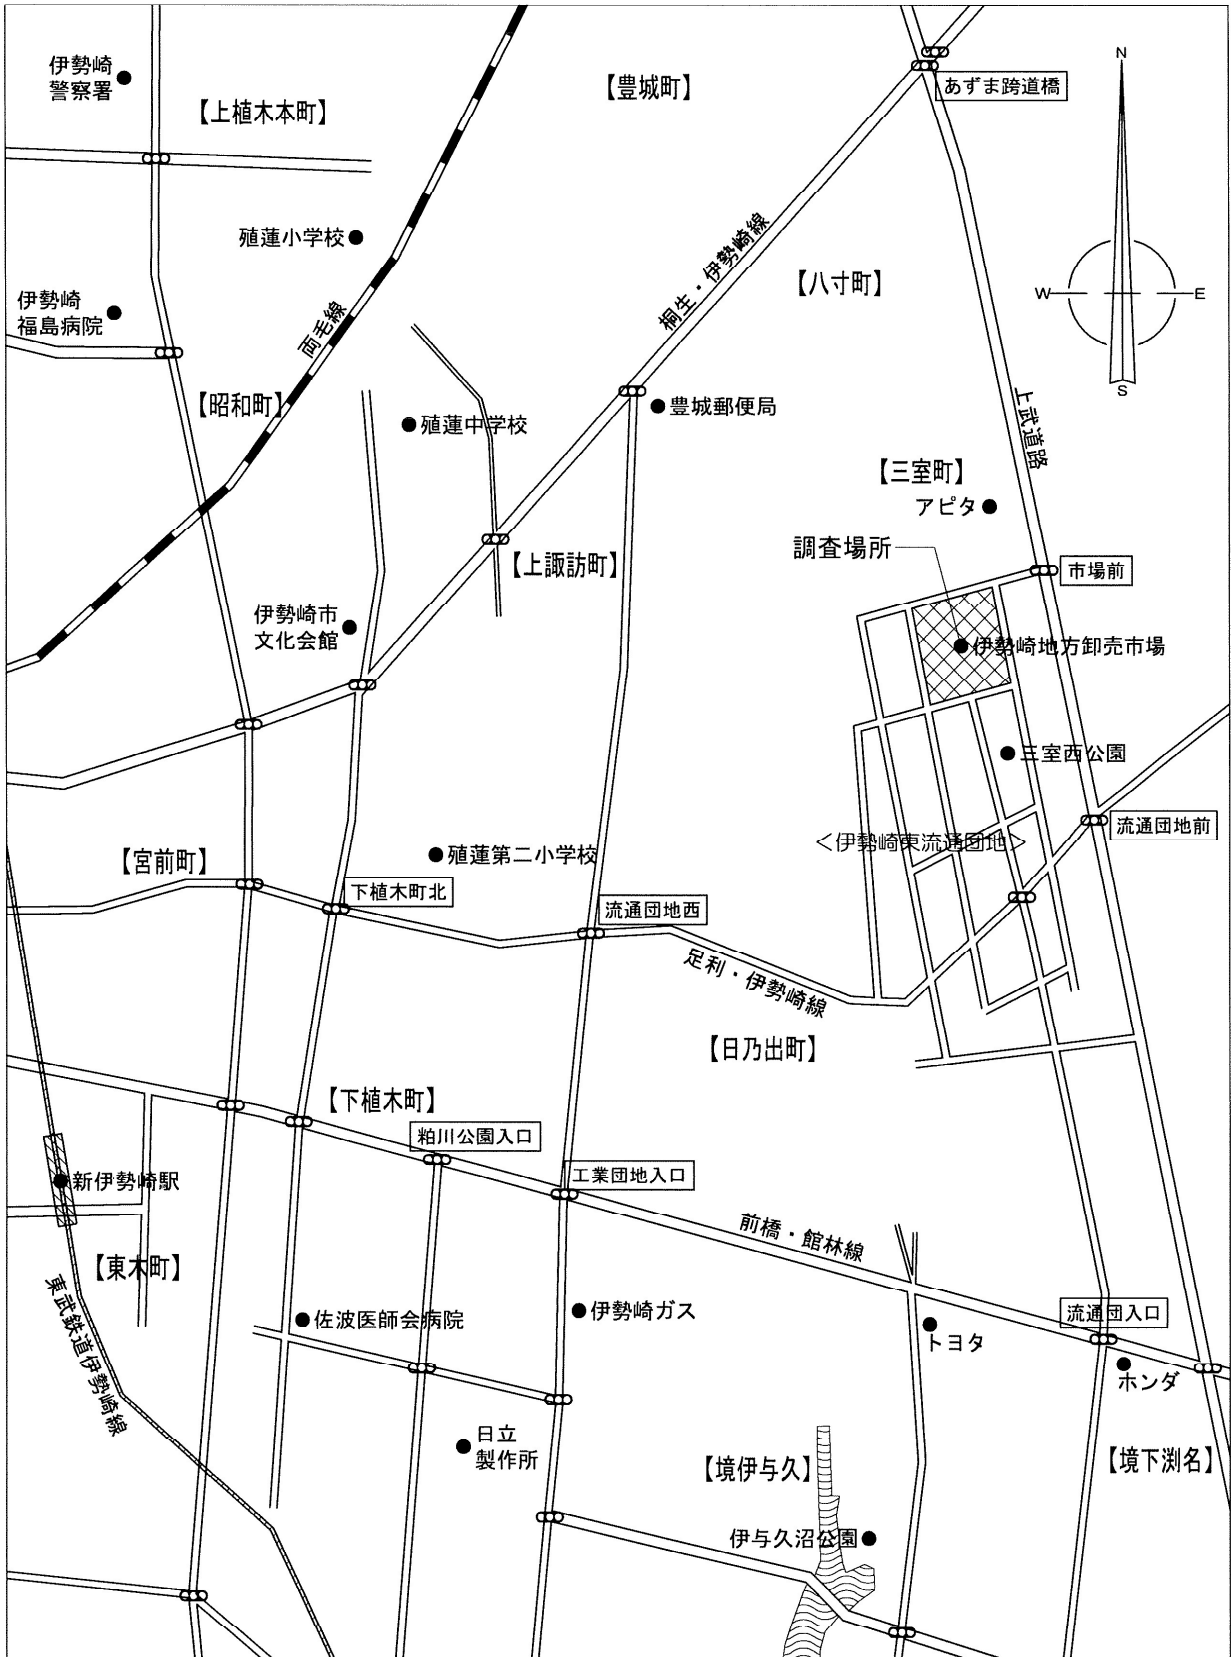 伊勢崎
警察署
【上植木本町】
【豊城町】
あずま跨道橋
N
W
E
S
殖蓮小学校
桐生・伊勢崎線
【八寸町】
伊勢崎
福島病院
両毛線
【昭和町】
殖蓮中学校
豊城郵便局
上武道路
【三室町】
アピタ
調査場所
【上諏訪町】
市場前
伊勢崎市
文化会館
伊勢崎地方卸売市場
三室西公園
流通団地前
＜伊勢崎東流通団地＞
【宮前町】
殖蓮第二小学校
下植木町北
流通団地西
足利・伊勢崎線
【日乃出町】
【下植木町】
粕川公園入口
工業団地入口
新伊勢崎駅
前橋・館林線
【東本町】
東武鉄道伊勢崎線
佐波医師会病院
伊勢崎ガス
流通団入口
トヨタ
ホンダ
日立
製作所
【境伊与久】
【境下渕名】
伊与久沼公園